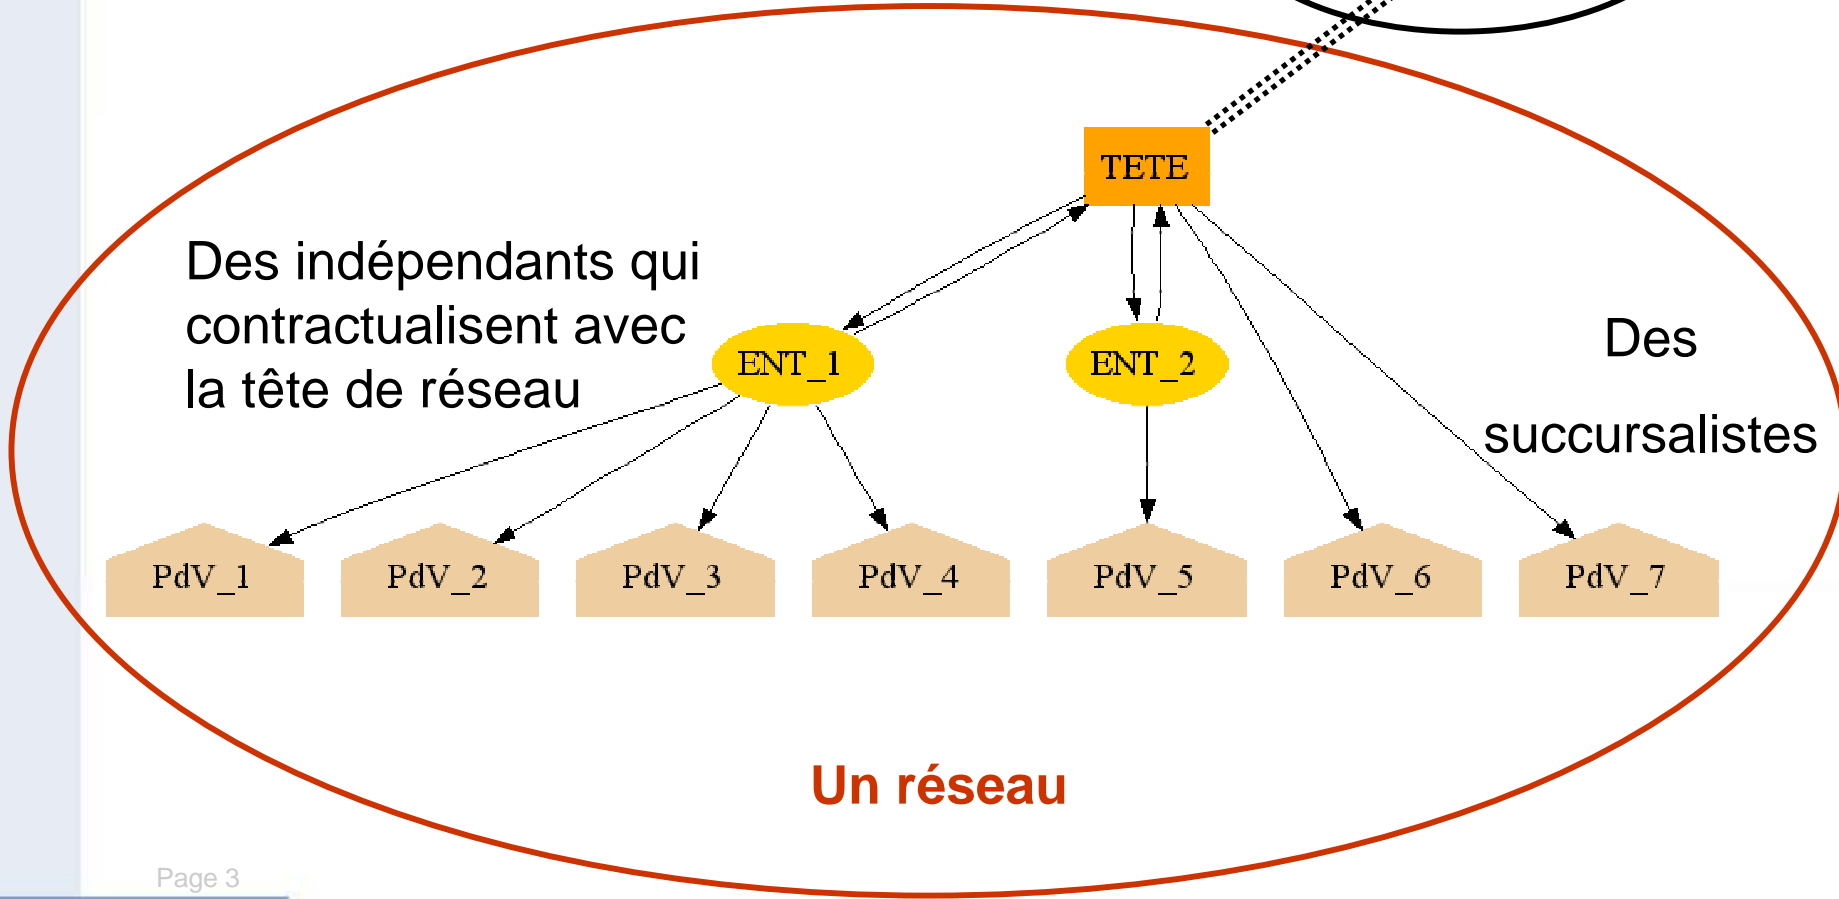 TETE
Des indépendants qui
contractualisent avec
la tête de réseau
ENT_1
ENT_2
Des
succursalistes
PdV_1
PdV_2
PdV_3
PdV_4
PdV_5
PdV_6
PdV_7
Un réseau
Page 3